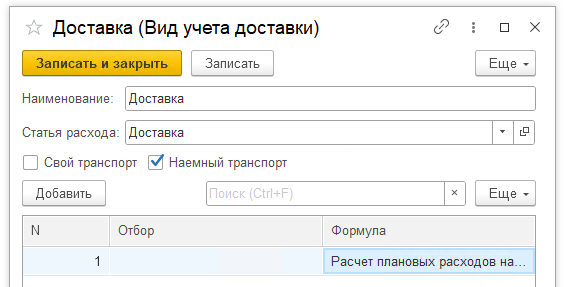 Доставка (Вид учета доставки)
Записать и закрыть Записать Еще
Наименование: Доставка
Статья расхода: Доставка
Свой транспорт Наемный транспорт
Добавить Поиск (Ctrl+F) × Еще
N Отбор Формула
1 Расчет плановых расходов на...